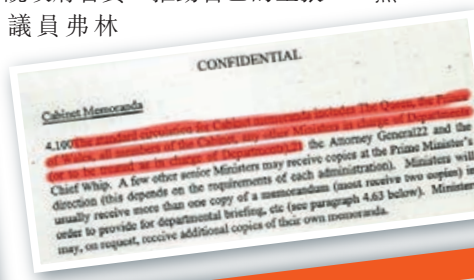 議員弗林
CONFIDENTIAL
Cabinet Memoranda
4.100 The standard circulation for Cabinet memoranda includes The Queen, the Prince
of Wales, all members of the Cabinet, any other Ministers in charge of Departments
(or to be treated as in charge of Departments),21 the Attorney General22 and the
Chief Whip. A few other senior Ministers may receive copies at the Prime Minister's
direction (this depends on the requirements of each administration). Ministers will
usually receive more than one copy of a memorandum (most receive two copies) in
order to provide for departmental briefing, etc (see paragraph 4.63 below). Ministers
may, on request, receive additional copies of their own memoranda.